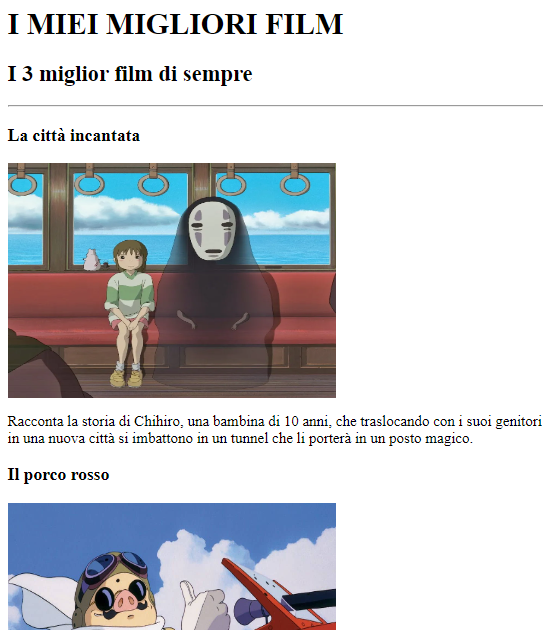 I MIEI MIGLIORI FILM
I 3 miglior film di sempre
La città incantata
Racconta la storia di Chihiro, una bambina di 10 anni, che traslocando con i suoi genitori
in una nuova città si imbattono in un tunnel che li porterà in un posto magico.
Il porco rosso